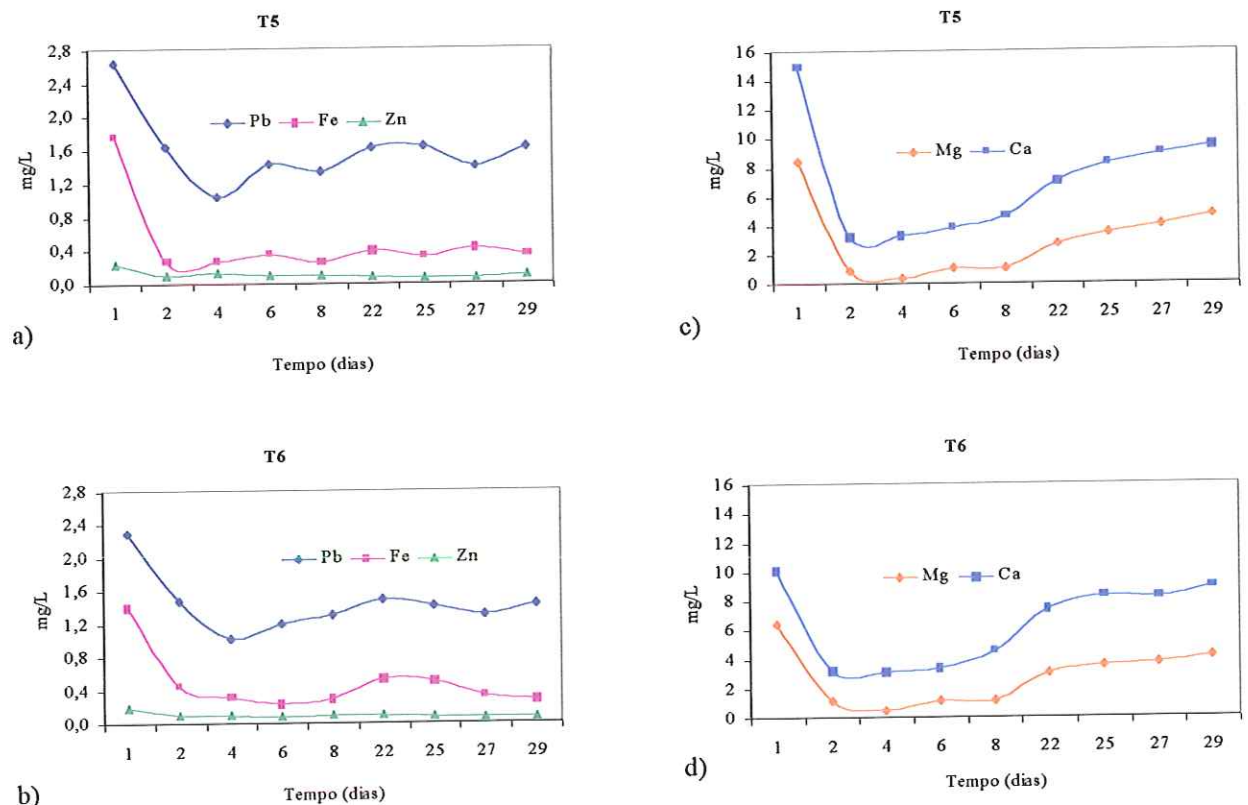 T5
2,8
2,4
2,0
1,6
1,2
0,8
0,4
0,0
mg/L
Pb Fe Zn
1 2 4 6 8 22 25 27 29
Tempo (dias)
a)
T5
16
14
12
10
8
6
4
2
0
mg/L
Mg Ca
1 2 4 6 8 22 25 27 29
Tempo (dias)
c)
T6
2,8
2,4
2,0
1,6
1,2
0,8
0,4
0,0
mg/L
Pb Fe Zn
1 2 4 6 8 22 25 27 29
Tempo (dias)
b)
T6
16
14
12
10
8
6
4
2
0
mg/L
Mg Ca
1 2 4 6 8 22 25 27 29
Tempo (dias)
d)